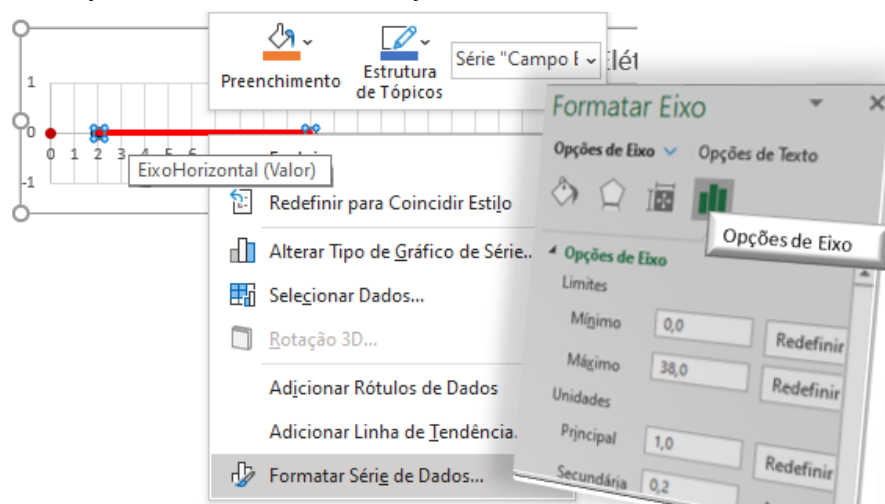 Preenchimento
Estrutura
de Tópicos
Série "Campo E
1
0
-1
0 1 2 3 4 5 6
EixoHorizontal (Valor)
Redefinir para Coincidir Estilo
Alterar Tipo de Gráfico de Série..
Selecionar Dados...
Rotação 3D...
Adicionar Rótulos de Dados
Adicionar Linha de Tendência.
Formatar Série de Dados...
Formatar Eixo
Opções de Eixo Opções de Texto
Opções de Eixo
Opções de Eixo
Limites
Mínimo 0,0 Redefinir
Máximo 38,0 Redefinir
Unidades
Principal 1,0 Redefinir
Secundária 0,2